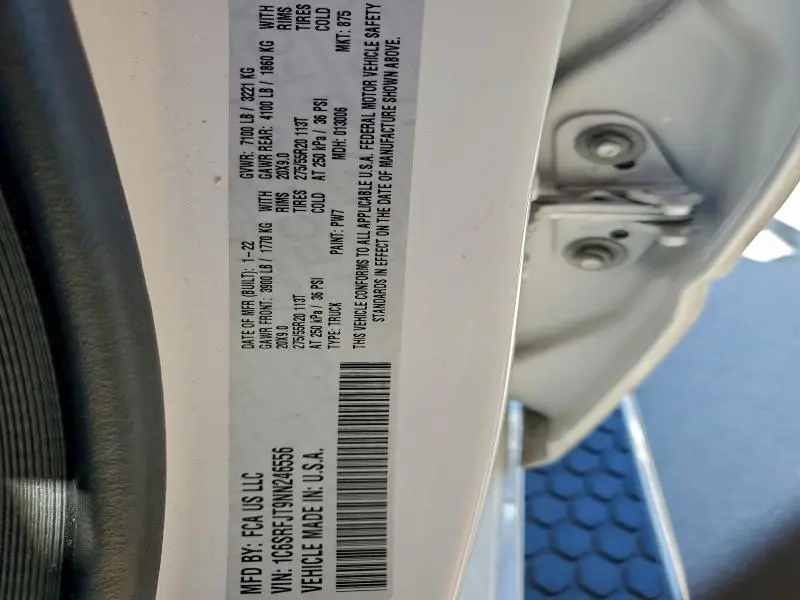 MFD BY: FCA US LLC
VIN: 1C6SRFJT9NN246556
VEHICLE MADE IN: U.S.A.
DATE OF MFR (BUILT): 1-22 GVWR: 7100 LB / 3221 KG
GAWR FRONT: 3900 LB / 1770 KG WITH GAWR REAR: 4100 LB / 1860 KG WITH
20X9.0 RIMS 20X9.0 RIMS
275/55R20 113T TIRES 275/55R20 113T TIRES
AT 250 kPa / 36 PSI COLD AT 250 kPa / 36 PSI COLD
TYPE: TRUCK PAINT: PW7 MDH: 013006 MKT: 875
THIS VEHICLE CONFORMS TO ALL APPLICABLE U.S.A. FEDERAL MOTOR VEHICLE SAFETY
STANDARDS IN EFFECT ON THE DATE OF MANUFACTURE SHOWN ABOVE.